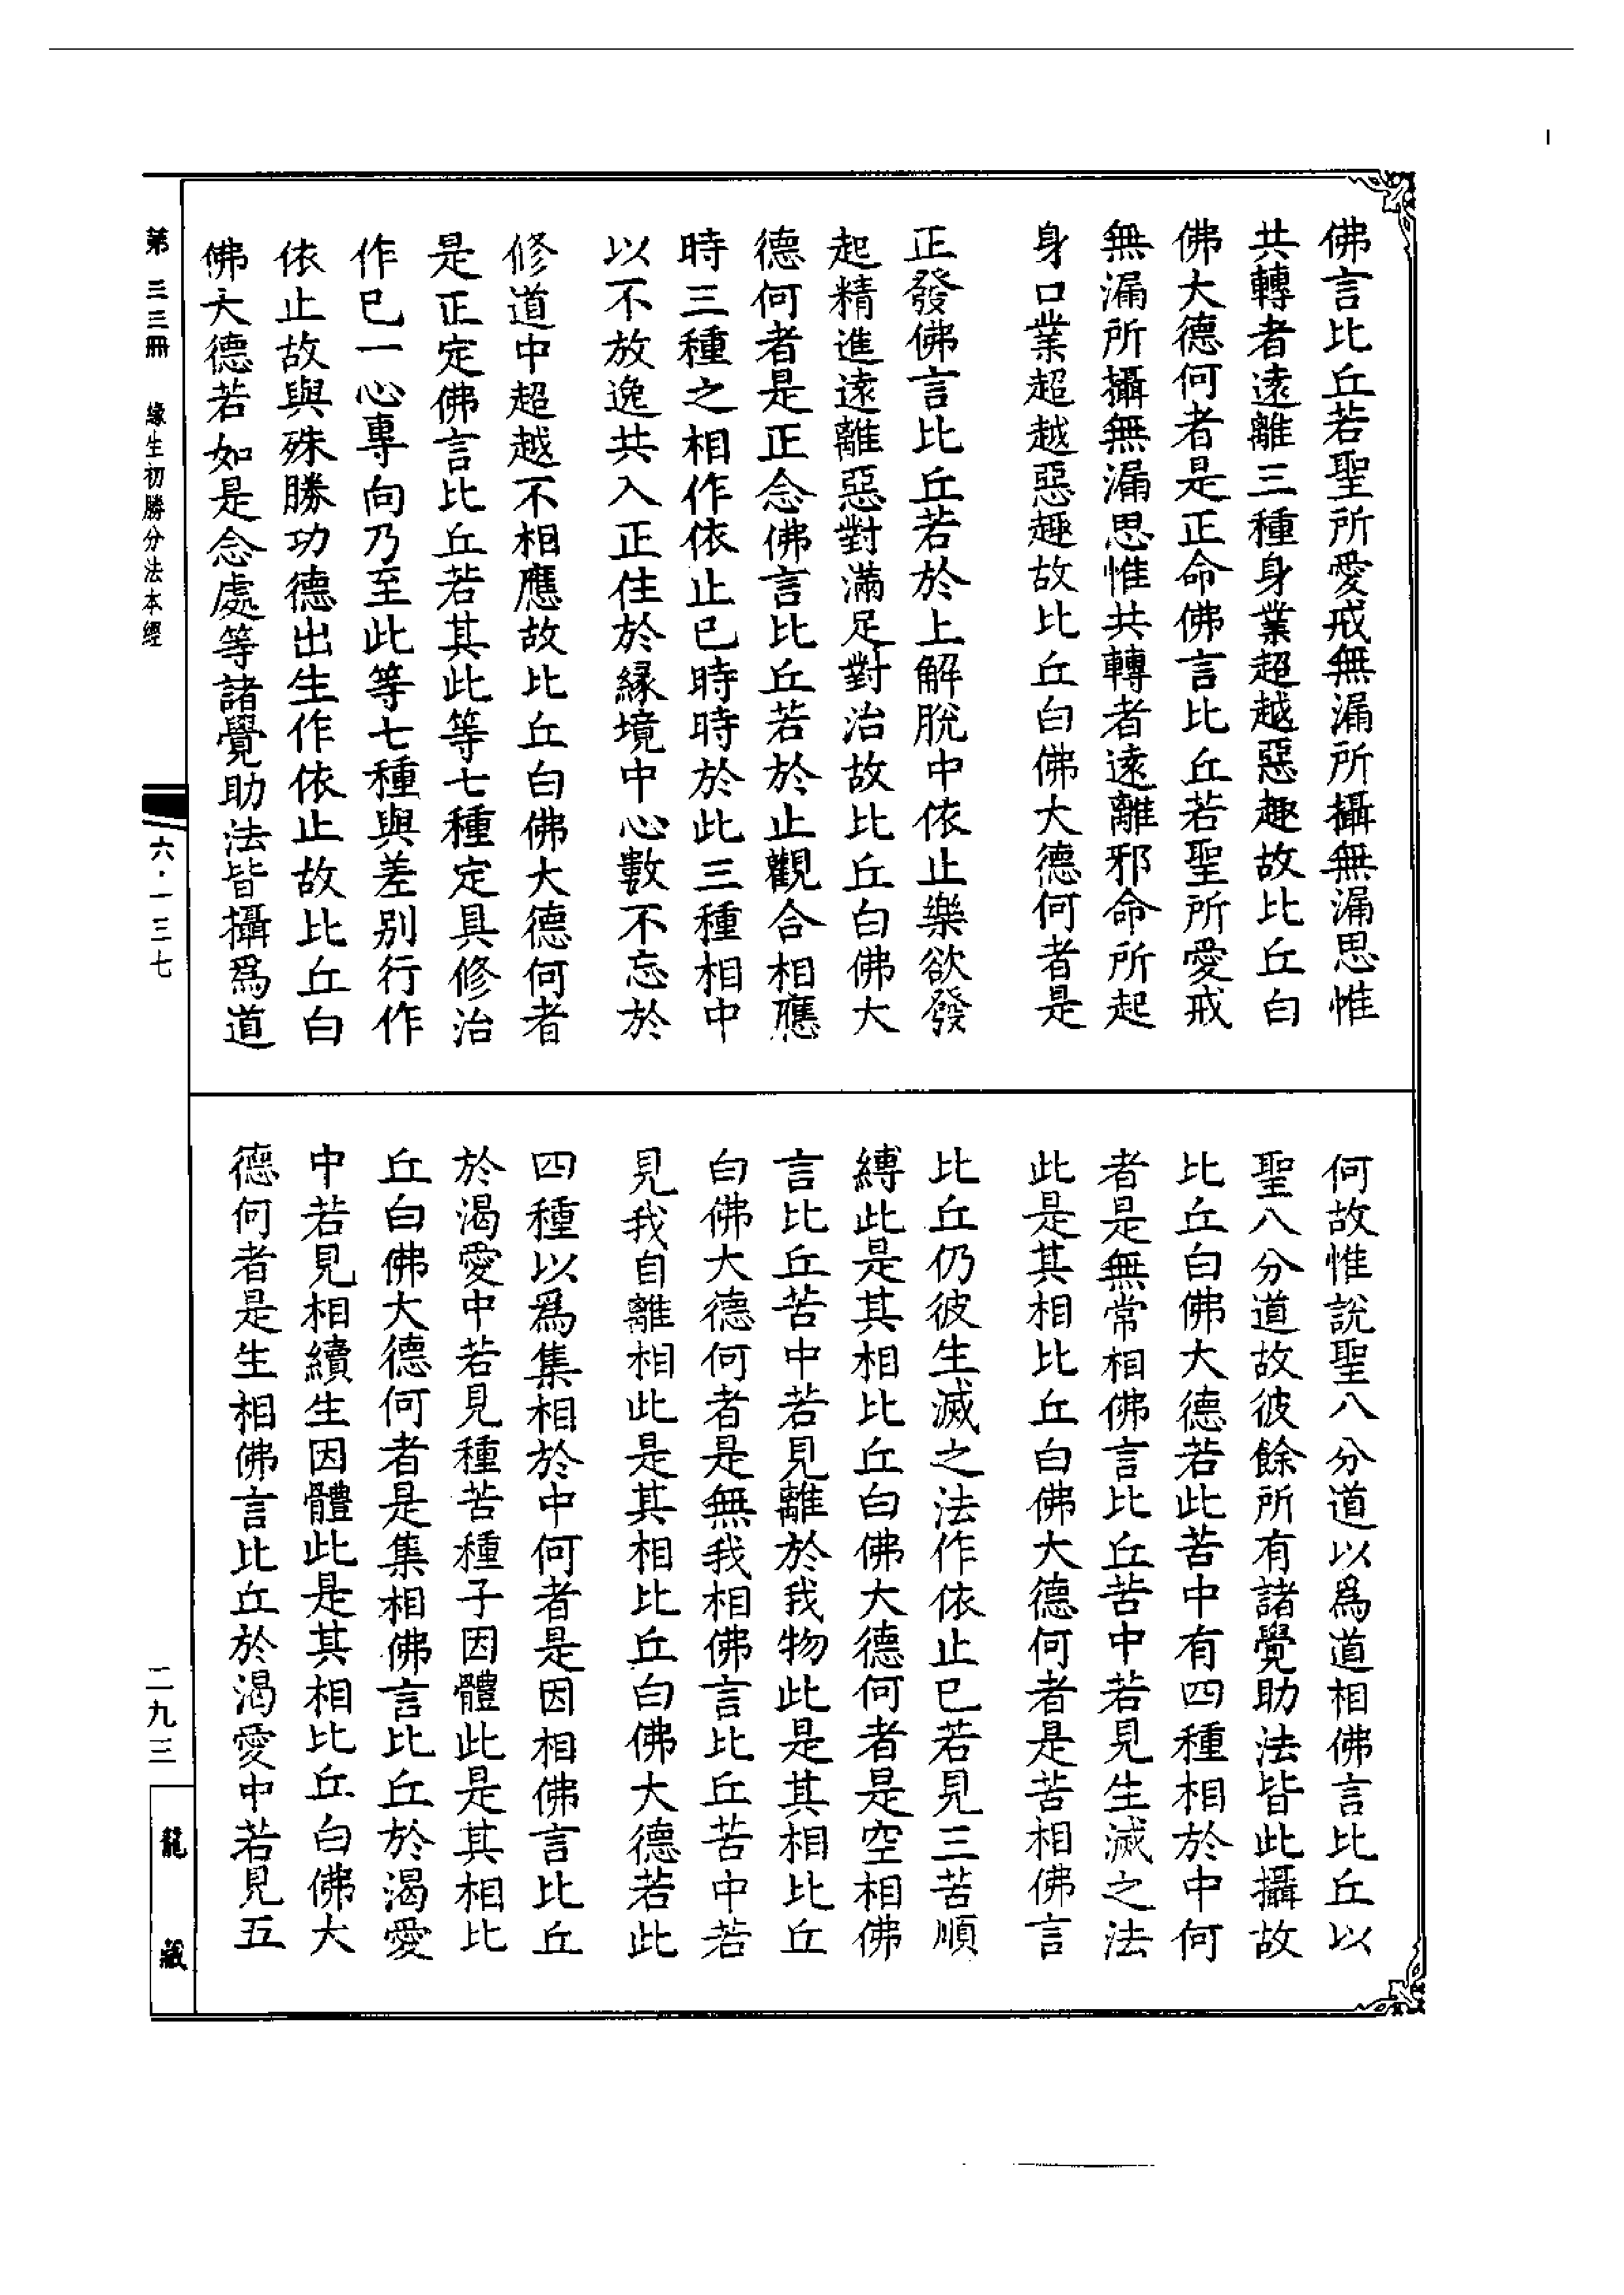 佛言比丘若聖所愛戒無漏所攝無漏思惟
共轉者遠離三種身業超越惡趣故比丘白
佛大德何者是正命佛言比丘若聖所愛戒
無漏所攝無漏思惟共轉者遠離邪命所起
身口業超越惡趣故比丘白佛大德何者是
正發佛言比丘若於上解脫中依止樂欲發
起精進遠離惡對滿足對治故比丘白佛大
德何者是正念佛言比丘若於止觀合相應
時三種之相作依止已時時於此三種相中
以不放逸共入正住於緣境中心數不忘於
修道中超越不相應故比丘白佛大德何者
是正定佛言比丘若其此等七種定具修治
作已一心專向乃至此等七種與差別行作
依止故與殊勝功德出生作依止故比丘白
佛大德若如是念處等諸覺助法皆攝爲道
何故惟說聖八分道以爲道相佛言比丘以
聖八分道故彼餘所有諸覺助法皆此攝故
比丘白佛大德若此苦中有四種相於中何
者是無常相佛言比丘苦中若見生滅之法
此是其相比丘白佛大德何者是苦相佛言
比丘仍彼生滅之法作依止已若見三苦順
縛此是其相比丘白佛大德何者是空相佛
言比丘苦中若見離於我物此是其相比丘
白佛大德何者是無我相佛言比丘苦中若
見我自離相此是其相比丘白佛大德若此
四種以爲集相於中何者是因相佛言比丘
於渴愛中若見種苦種子因體此是其相比
丘白佛大德何者是集相佛言比丘於渴愛
中若見相續生因體此是其相比丘白佛大
德何者是生相佛言比丘於渴愛中若見五
第三三冊 緣生初勝分法本經
六·一三七
二九三
龍藏